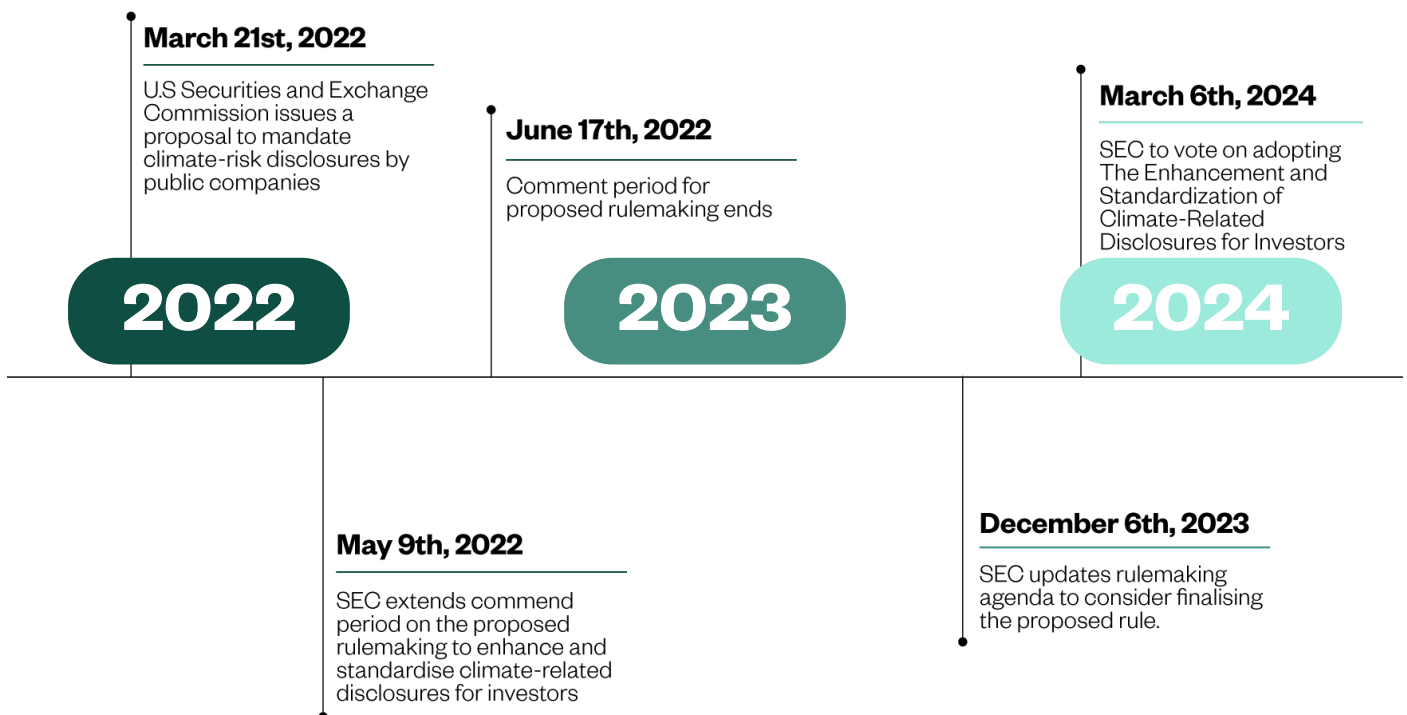 March 21st, 2022
U.S Securities and Exchange
Commission issues a
proposal to mandate
climate-risk disclosures by
public companies
June 17th, 2022
Comment period for
proposed rulemaking ends
March 6th, 2024
SEC to vote on adopting
The Enhancement and
Standardization of
Climate-Related
Disclosures for Investors
2022
2023
2024
May 9th, 2022
SEC extends commend
period on the proposed
rulemaking to enhance and
standardise climate-related
disclosures for investors
December 6th, 2023
SEC updates rulemaking
agenda to consider finalising
the proposed rule.